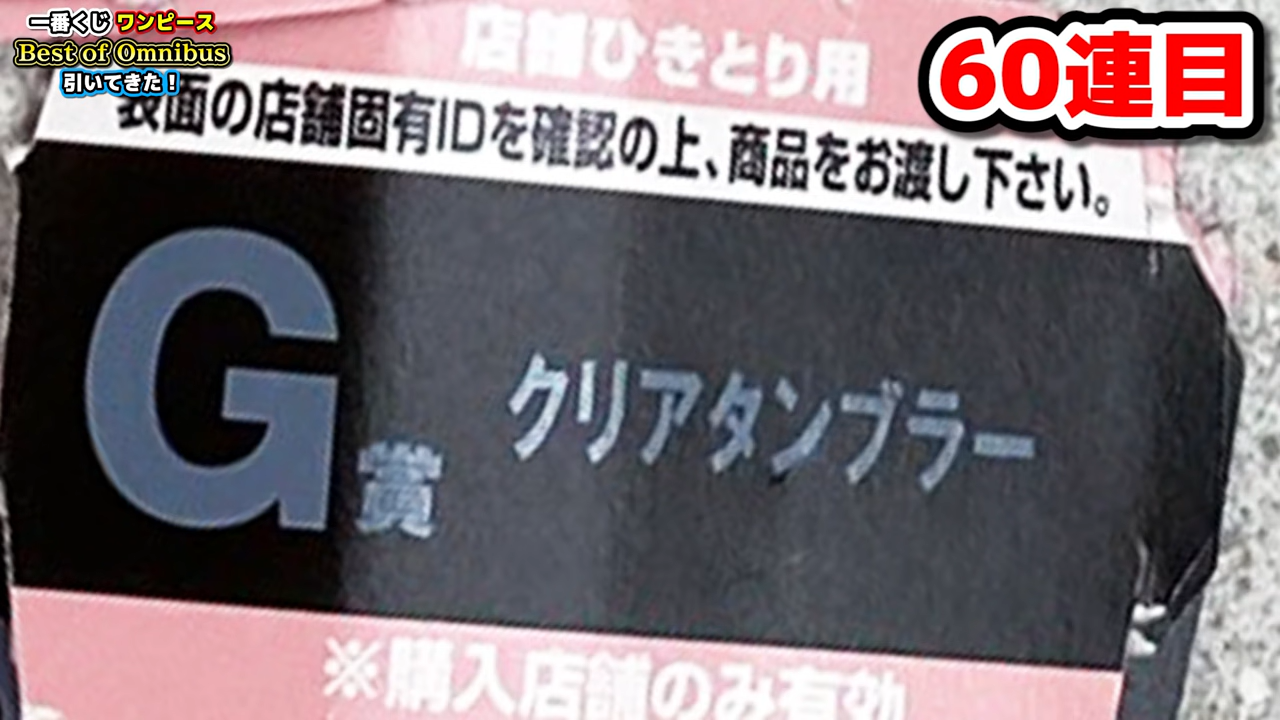 一番くじ ワンピース
Best of Omnibus
引いてきた!
60連目
店舗ひきとり用
表面の店舗固有IDを確認の上、商品をお渡し下さい。
G賞 クリアタンブラー
※購入店舗のみ有効